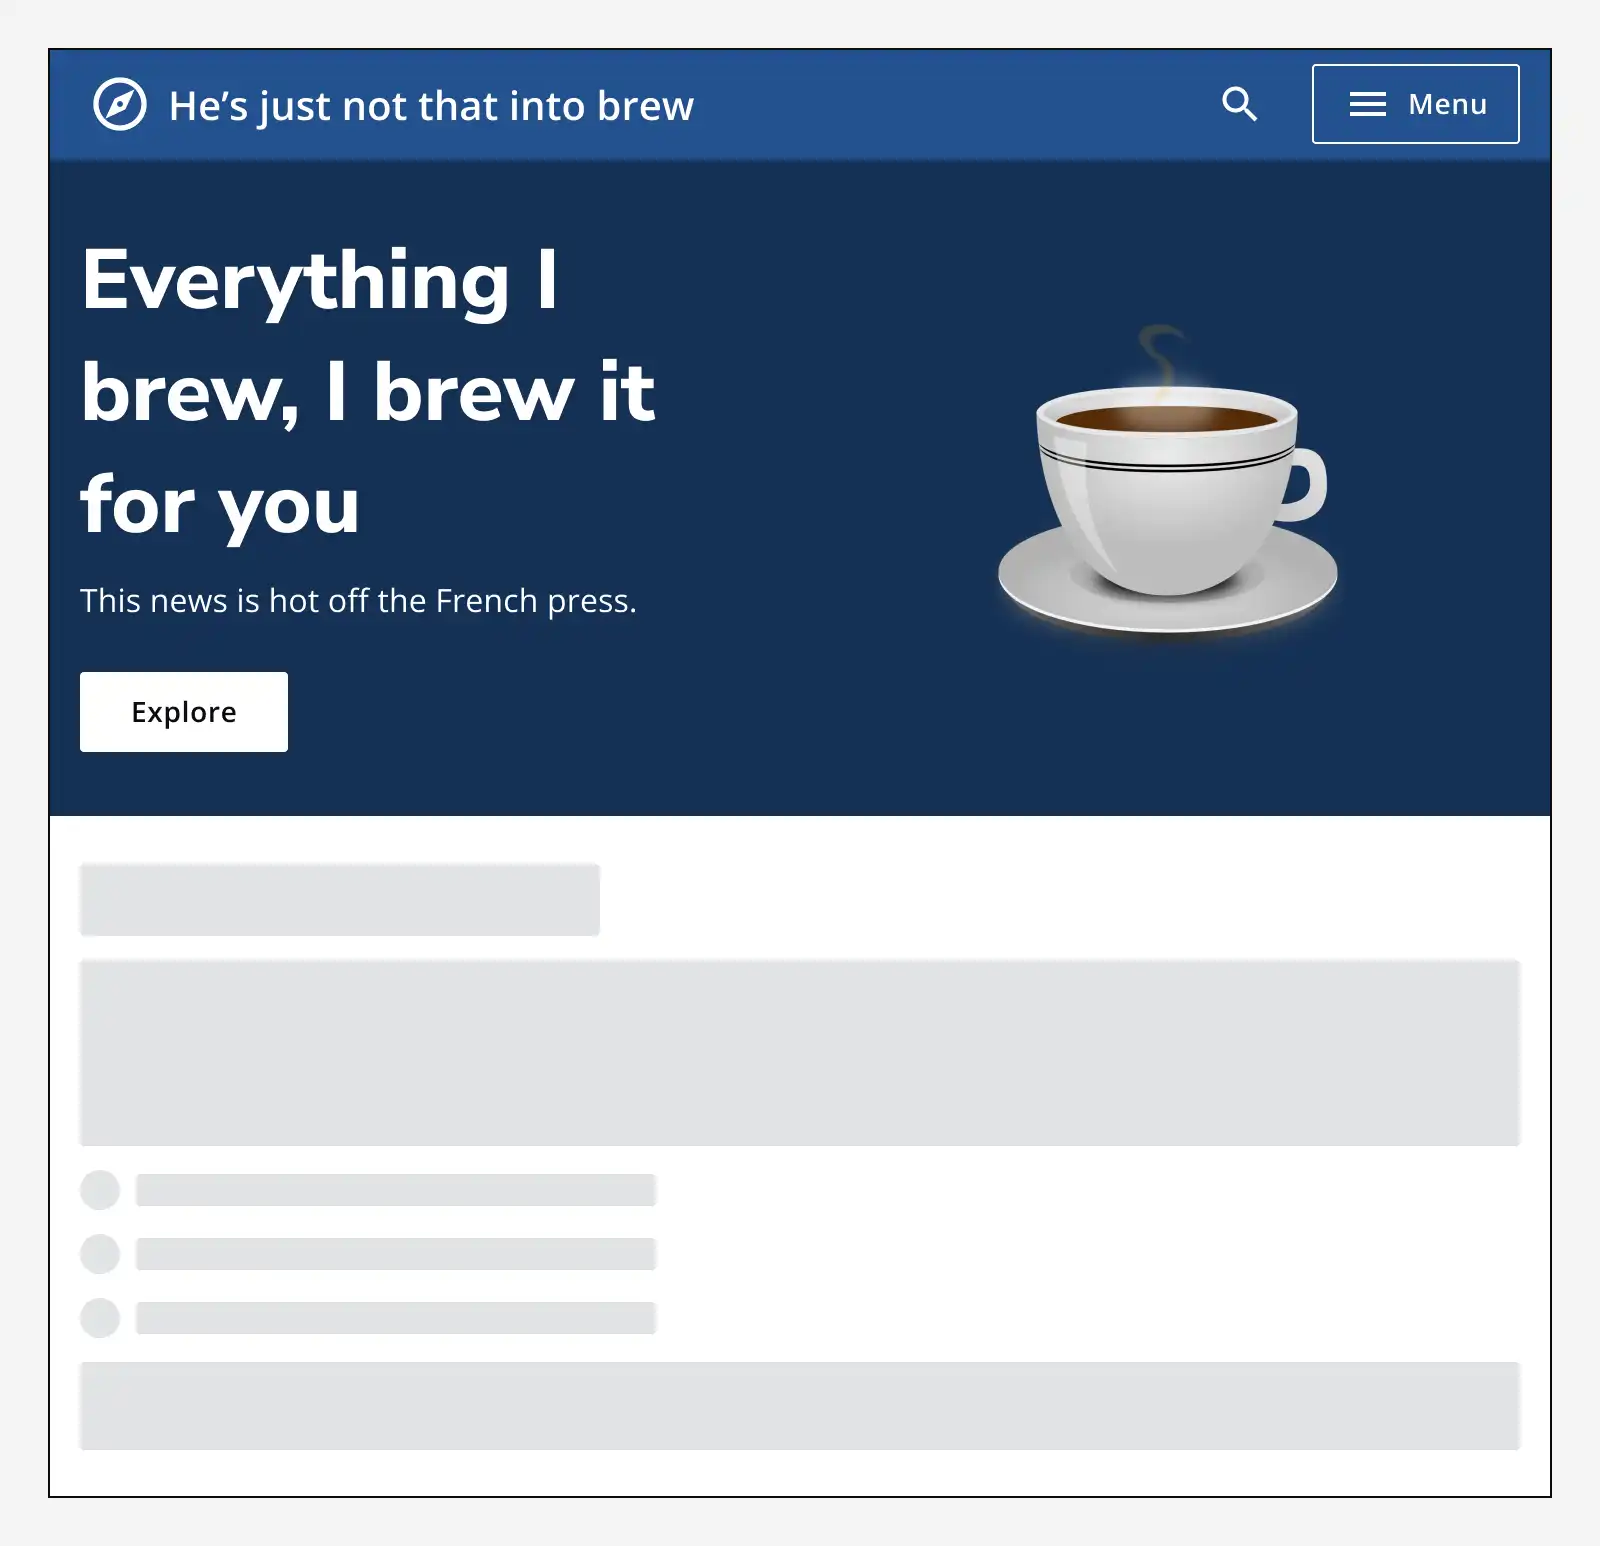 He’s just not that into brew
Menu
Everything I
brew, I brew it
for you
This news is hot off the French press.
Explore